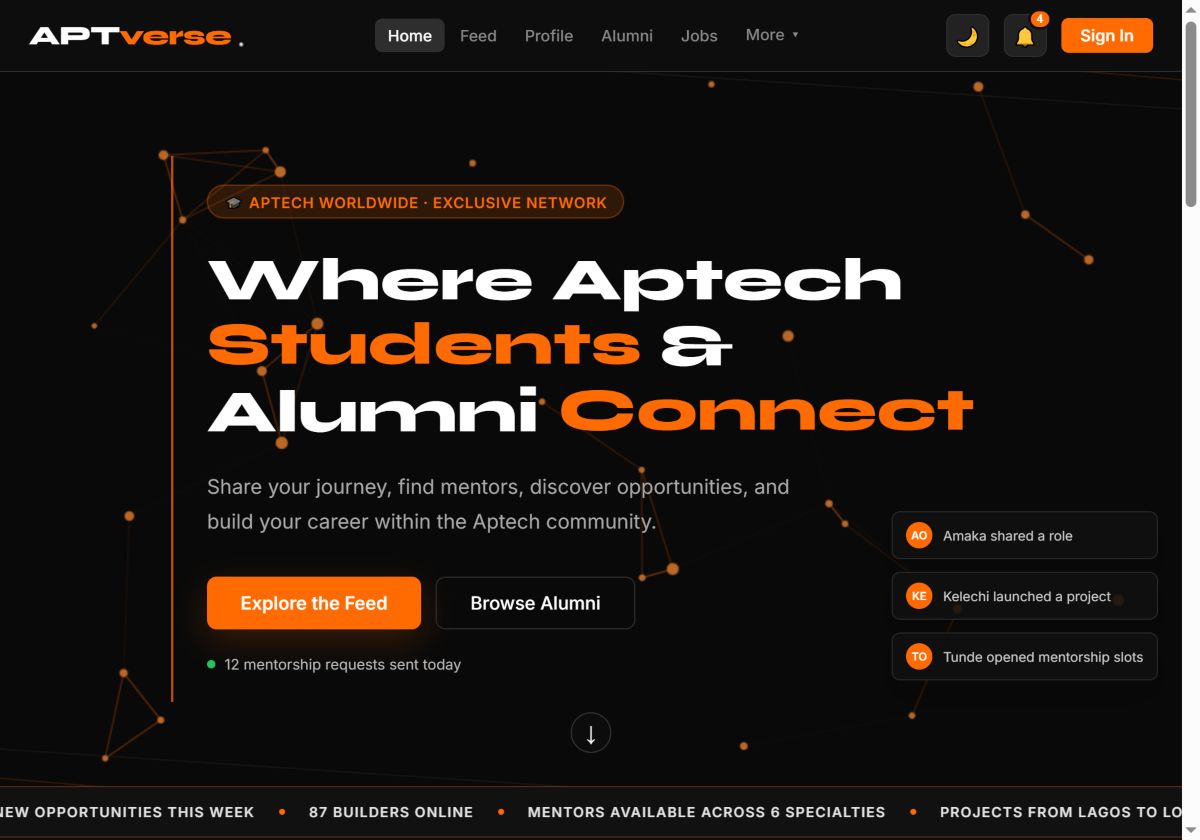 APTverse.
Home Feed Profile Alumni Jobs More
4
Sign In
APTECH WORLDWIDE · EXCLUSIVE NETWORK
Where Aptech
Students &
Alumni Connect
Share your journey, find mentors, discover opportunities, and
build your career within the Aptech community.
AO Amaka shared a role
KE Kelechi launched a project
TO Tunde opened mentorship slots
Explore the Feed Browse Alumni
12 mentorship requests sent today
↓
NEW OPPORTUNITIES THIS WEEK • 87 BUILDERS ONLINE • MENTORS AVAILABLE ACROSS 6 SPECIALTIES • PROJECTS FROM LAGOS TO